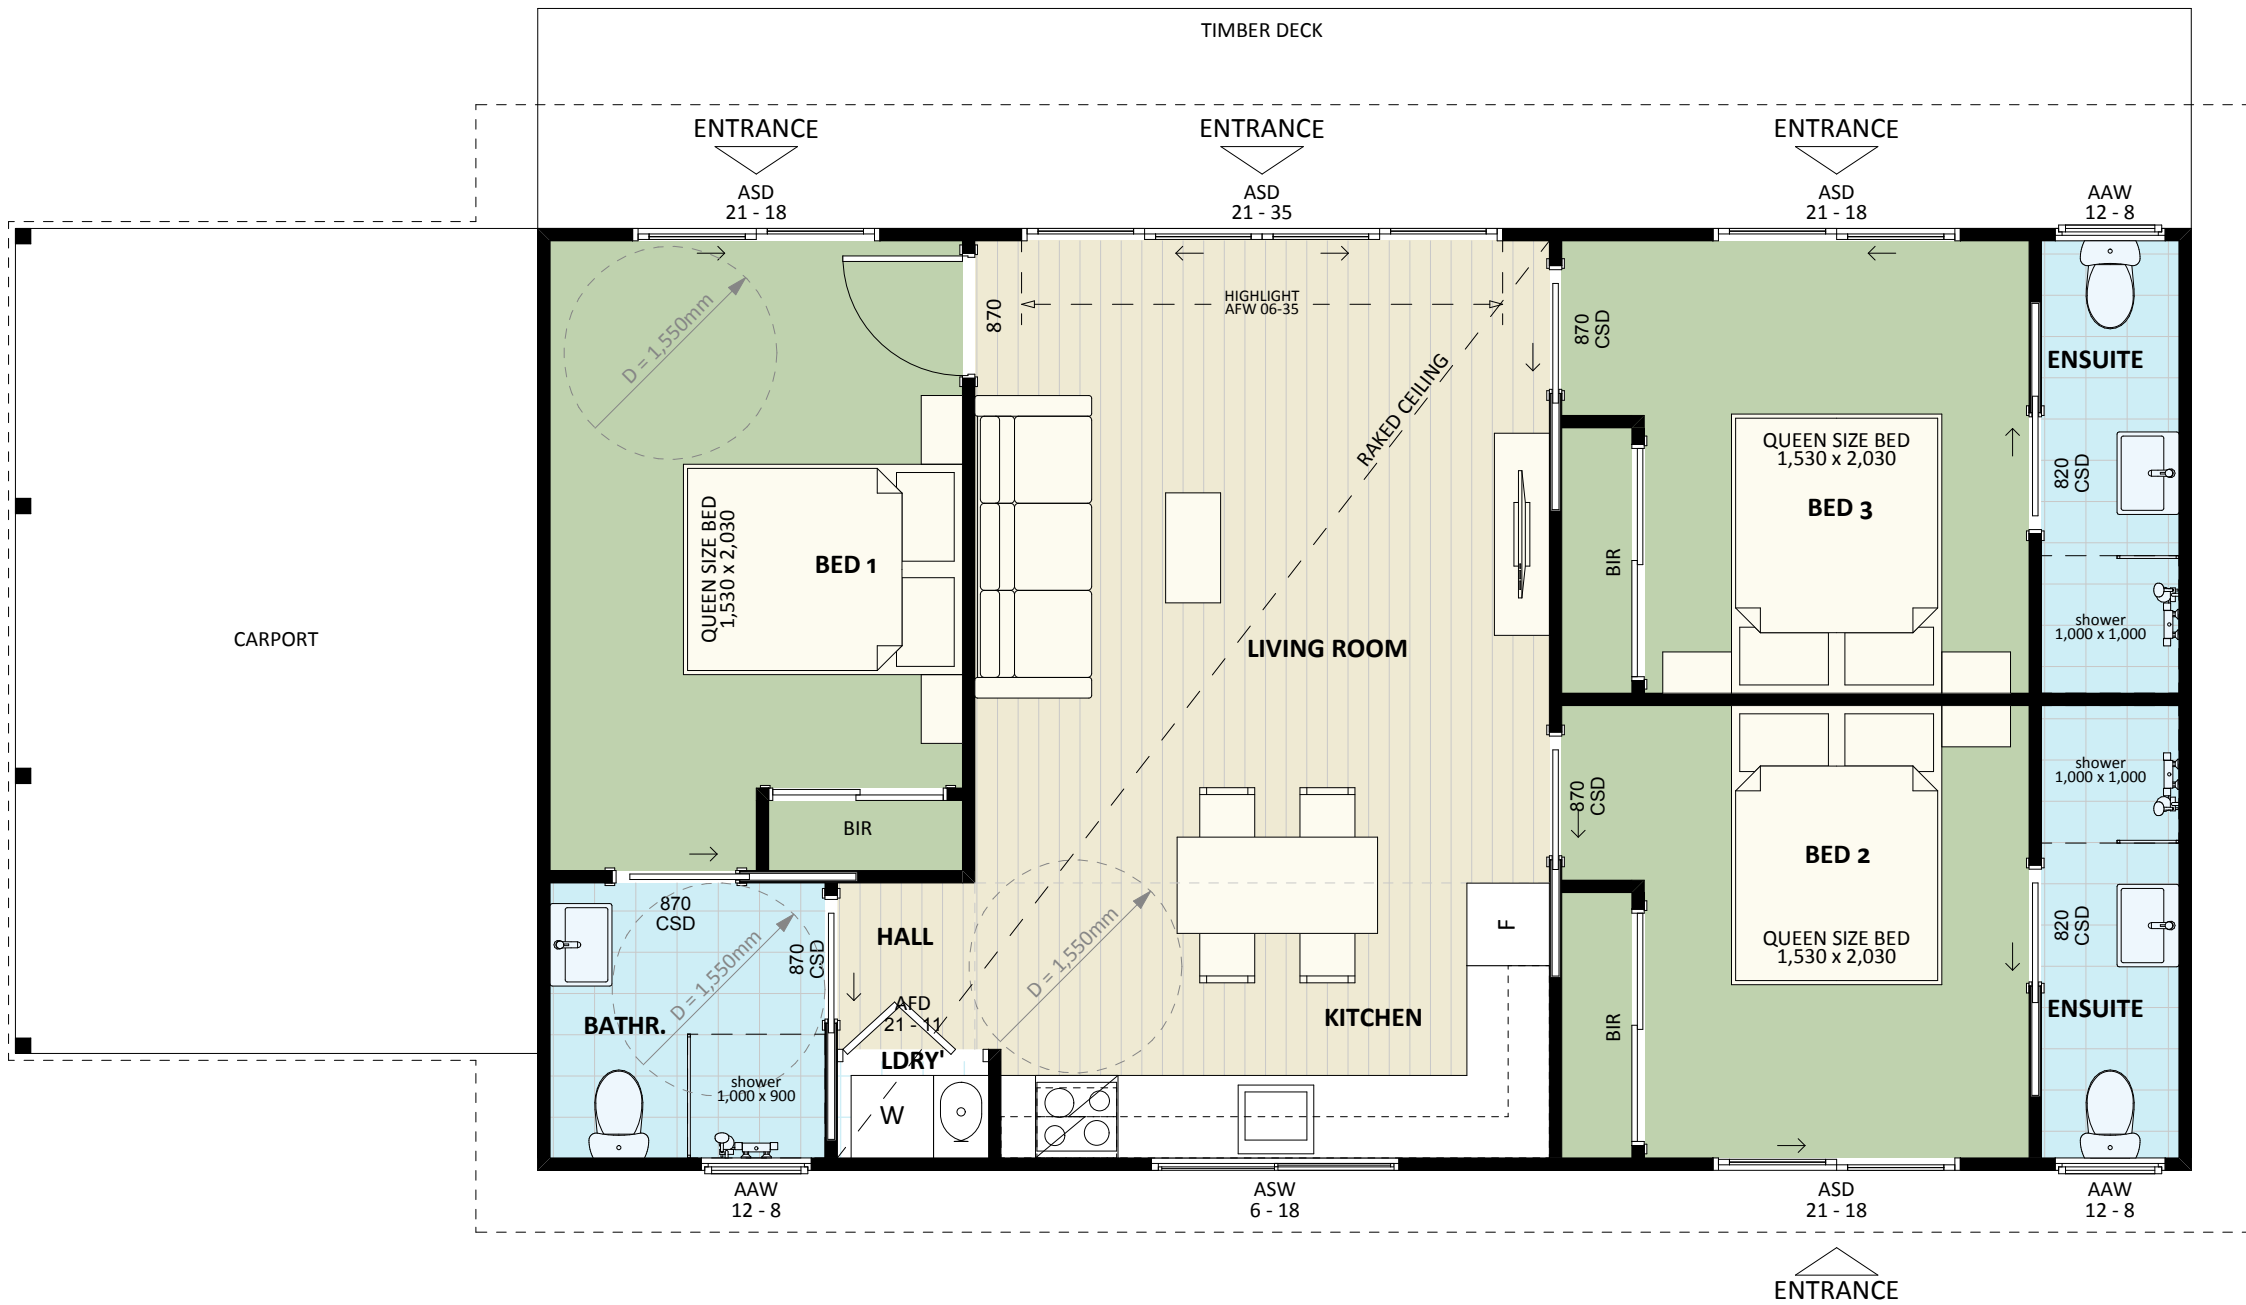 TIMBER DECK
ENTRANCE
ENTRANCE
ENTRANCE
ASD
21 - 18
ASD
21 - 35
ASD
21 - 18
AAW
12 - 8
D = 1,550mm
870
HIGHLIGHT
AFW 06-35
870
CSD
RAKED CEILING
ENSUITE
QUEEN SIZE BED
1,530 x 2,030
BED 3
820
CSD
QUEEN SIZE BED
1,530 x 2,030
BED 1
BIR
CARPORT
LIVING ROOM
shower
1,000 x 1,000
shower
1,000 x 1,000
870
CSD
BIR
BED 2
QUEEN SIZE BED
1,530 x 2,030
820
CSD
870
CSD
870
CSD
D = 1,550mm
HALL
D = 1,550mm
F
AFD
21 - 11
BATHR.
KITCHEN
BIR
ENSUITE
LDRY'
shower
1,000 x 900
W
AAW
12 - 8
ASW
6 - 18
ASD
21 - 18
AAW
12 - 8
ENTRANCE